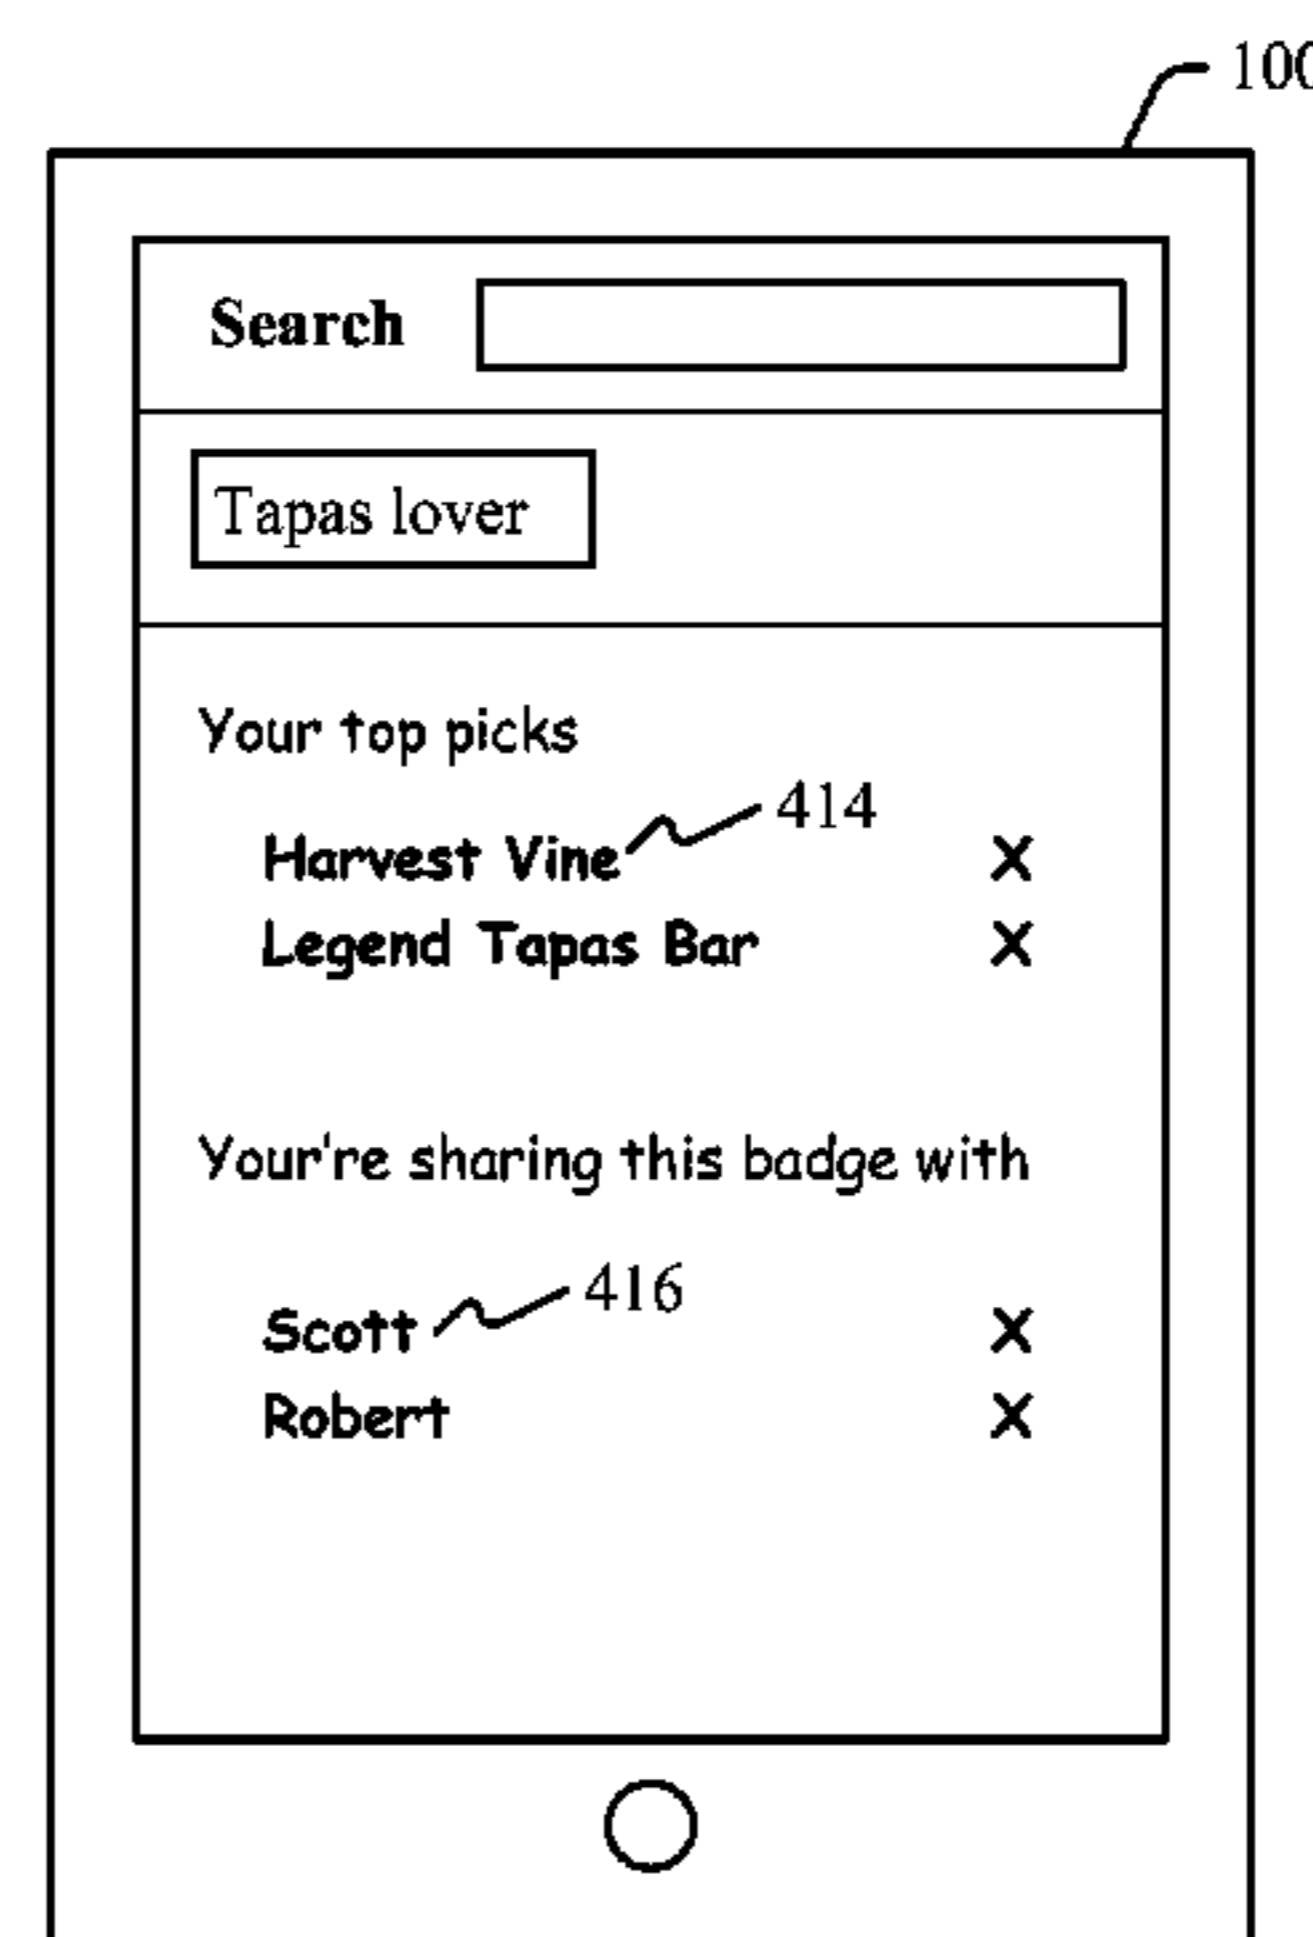 100
Search
Tapas lover
Your top picks
414
Harvest Vine X
Legend Tapas Bar X
Your're sharing this badge with
416
Scott X
Robert X